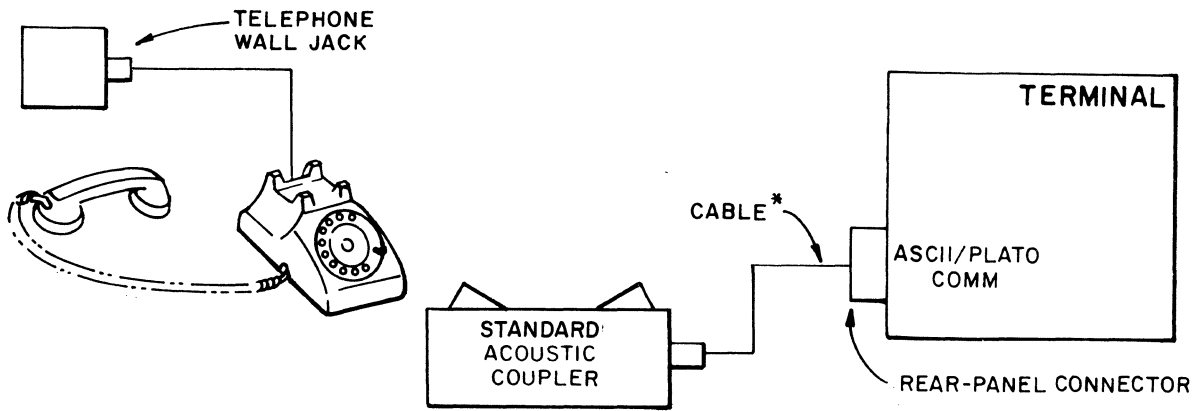 TELEPHONE
WALL JACK
TERMINAL
CABLE*
ASCII/PLATO
COMM
STANDARD
ACOUSTIC
COUPLER
REAR-PANEL CONNECTOR